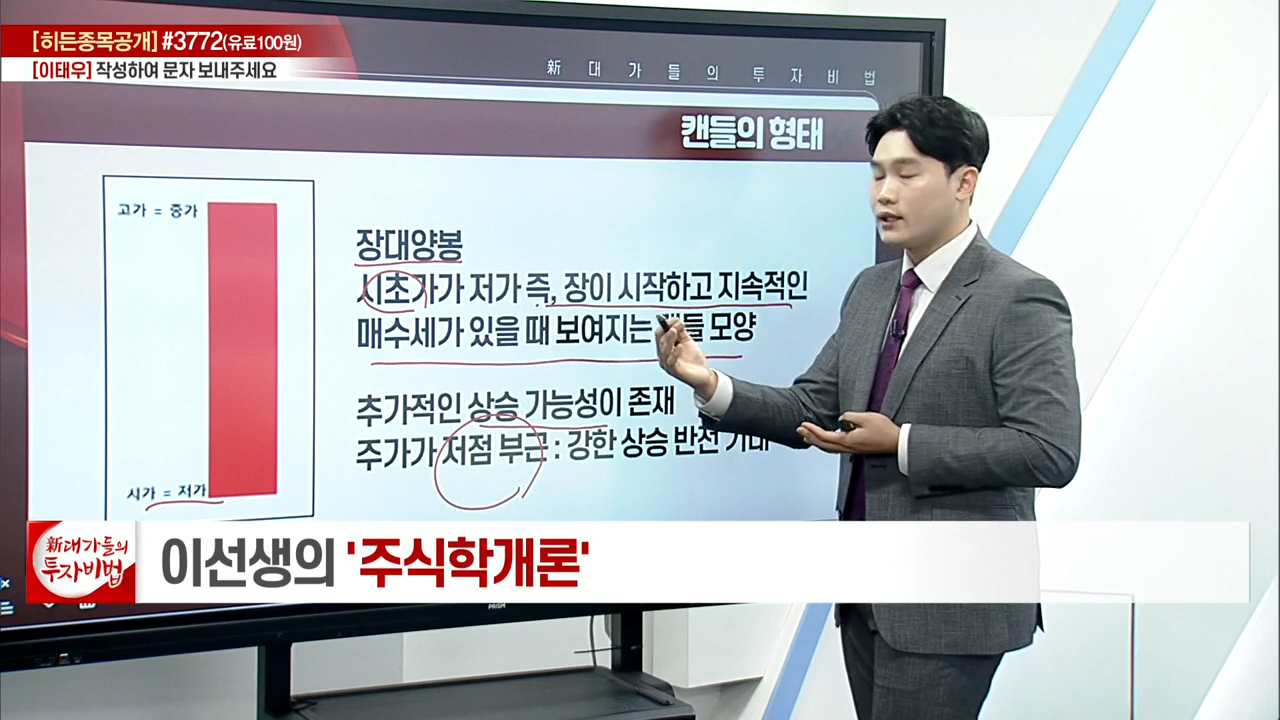 [히든종목공개] #3772(유료100원)
[이태우] 작성하여 문자 보내주세요
新 대가들의 투자비법
캔들의 형태
고가 = 종가
장대양봉
시초가가 저가 즉, 장이 시작하고 지속적인
매수세가 있을 때 보여지는 캔들 모양
추가적인 상승 가능성이 존재
주가가 저점 부근 : 강한 상승 반전 기대
시가 = 저가
新대가들의
투자비법
이선생의 '주식학개론'
PRISM